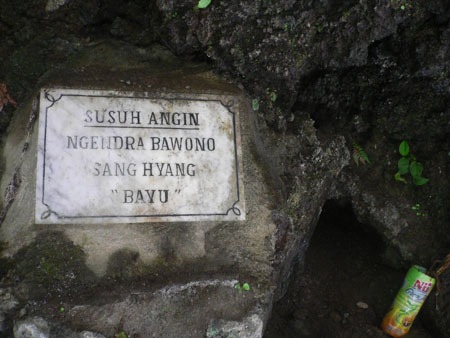 SUSUH ANGIN
NGENDRA BAWONO
SANG HYANG
"BAYU"